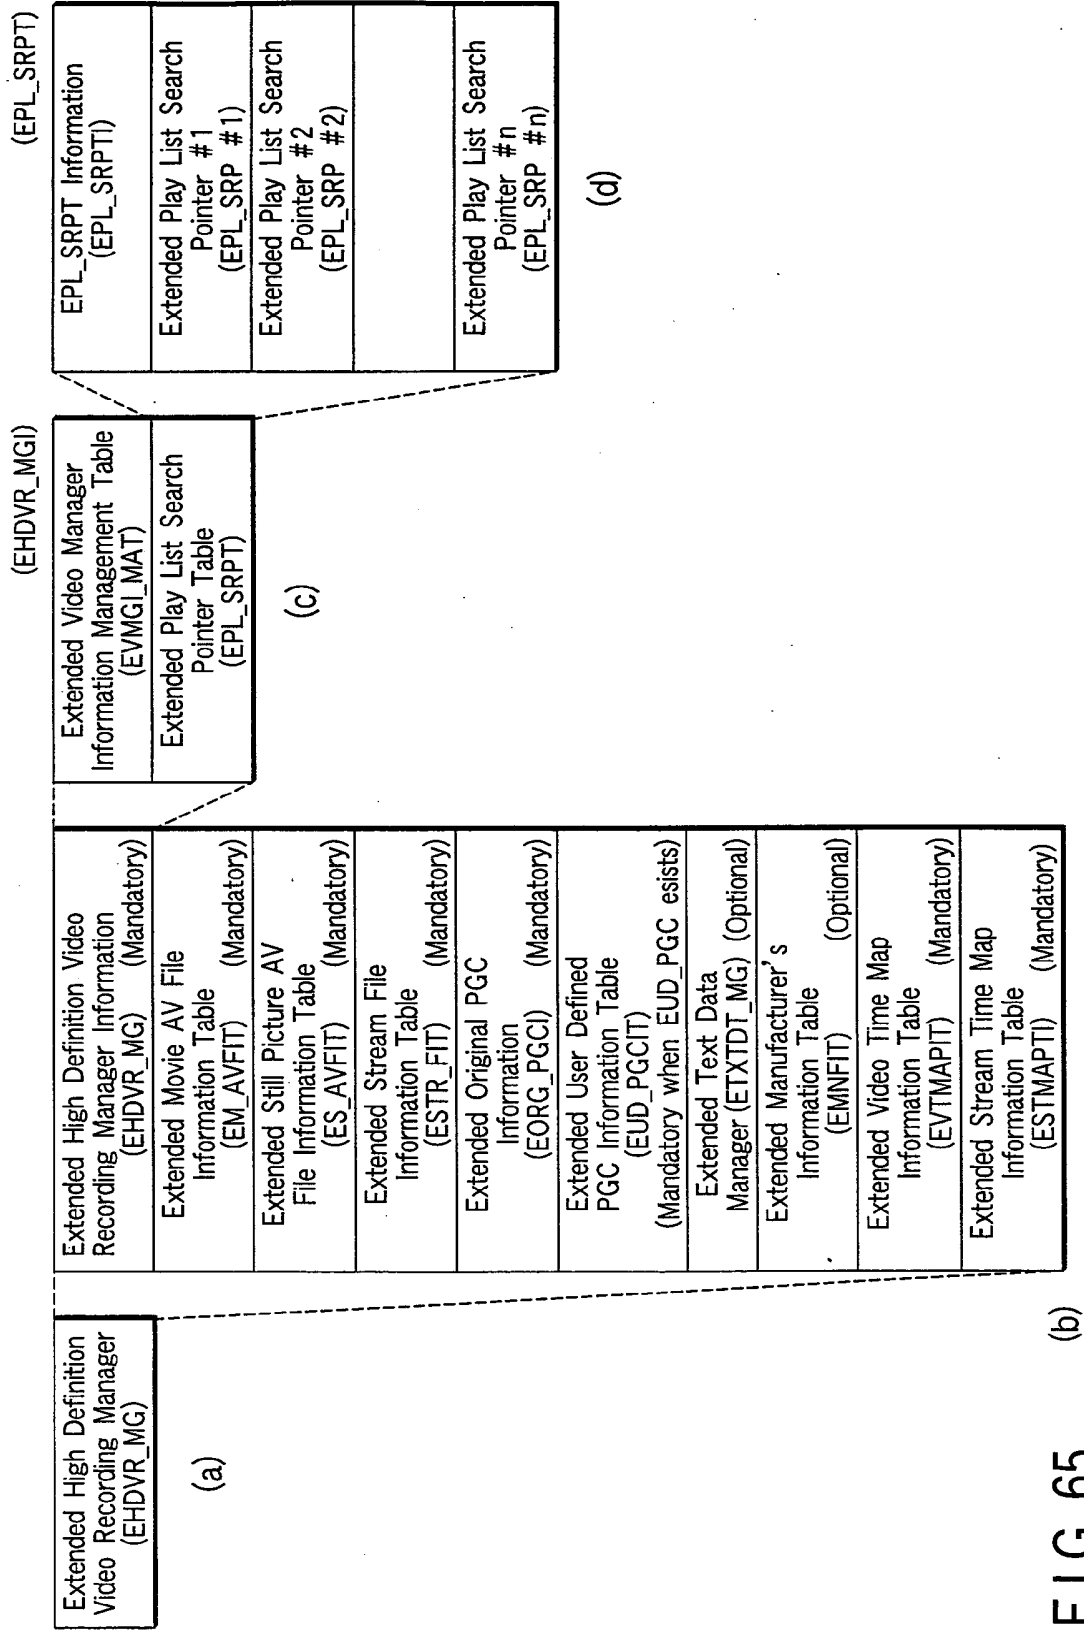 Extended High Definition
Video Recording Manager
(EHDVR_MG)
(a)
Extended High Definition Video
Recording Manager Information
(EHDVR_MG) (Mandatory)
Extended Movie AV File
Information Table
(EM_AVFIT) (Mandatory)
Extended Still Picture AV
File Information Table
(ES_AVFIT) (Mandatory)
Extended Stream File
Information Table
(ESTR_FIT) (Mandatory)
Extended Original PGC
Information
(EORG_PGCI) (Mandatory)
Extended User Defined
PGC Information Table
(EUD_PGCIT)
(Mandatory when EUD_PGC esists)
Extended Text Data
Manager (ETXTDT_MG) (Optional)
Extended Manufacturer's
Information Table
(EMNFIT) (Optional)
Extended Video Time Map
Information Table
(EVTMAPIT) (Mandatory)
Extended Stream Time Map
Information Table
(ESTMAPTI) (Mandatory)
(b)
(EHDVR_MGI)
Extended Video Manager
Information Management Table
(EVMGI_MAT)
Extended Play List Search
Pointer Table
(EPL_SRPT)
(c)
(EPL_SRPT)
EPL_SRPT Information
(EPL_SRPTI)
Extended Play List Search
Pointer #1
(EPL_SRP #1)
Extended Play List Search
Pointer #2
(EPL_SRP #2)
Extended Play List Search
Pointer #n
(EPL_SRP #n)
(d)
FIG. 65